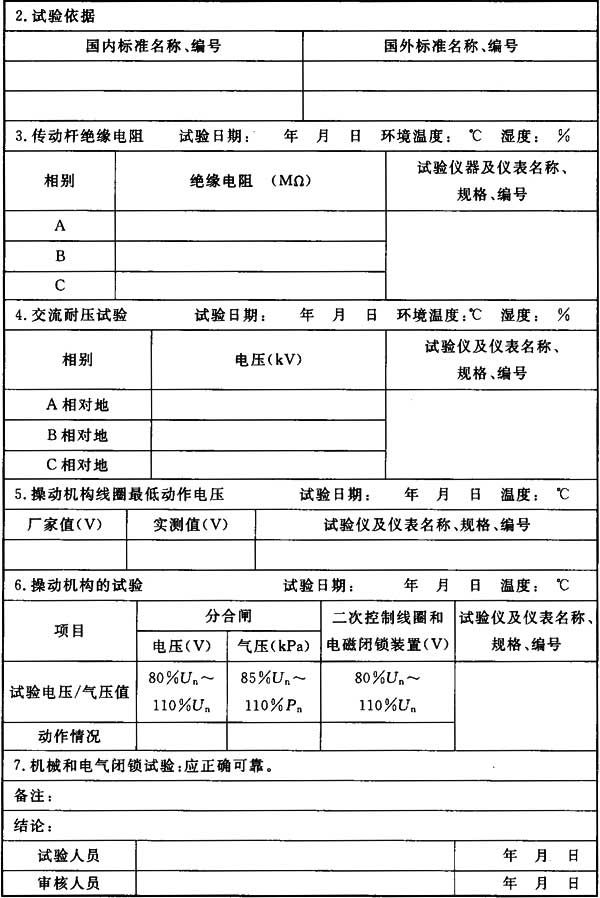 2.试验依据
国内标准名称、编号 国外标准名称、编号
3.传动杆绝缘电阻 试验日期: 年 月 日 环境温度: ℃ 湿度: %
相别 绝缘电阻 (MΩ) 试验仪器及仪表名称、
规格、编号
A
B
C
4.交流耐压试验 试验日期: 年 月 日 环境温度:℃ 湿度: %
相别 电压(kV) 试验仪及仪表名称、
规格、编号
A相对地
B相对地
C相对地
5.操动机构线圈最低动作电压 试验日期: 年 月 日 温度: ℃
厂家值(V) 实测值(V) 试验仪及仪表名称、规格、编号
6.操动机构的试验 试验日期: 年 月 日 温度: ℃
项目 分合闸 二次控制线圈和 试验仪及仪表名称、
电压(V) 气压(kPa) 电磁闭锁装置(V) 规格、编号
试验电压/气压值 80%Un~ 85%Un~ 80%Un~
110%Un 110%Pn 110%Un
动作情况
7.机械和电气闭锁试验:应正确可靠。
备注:
结论:
试验人员 年 月 日
审核人员 年 月 日